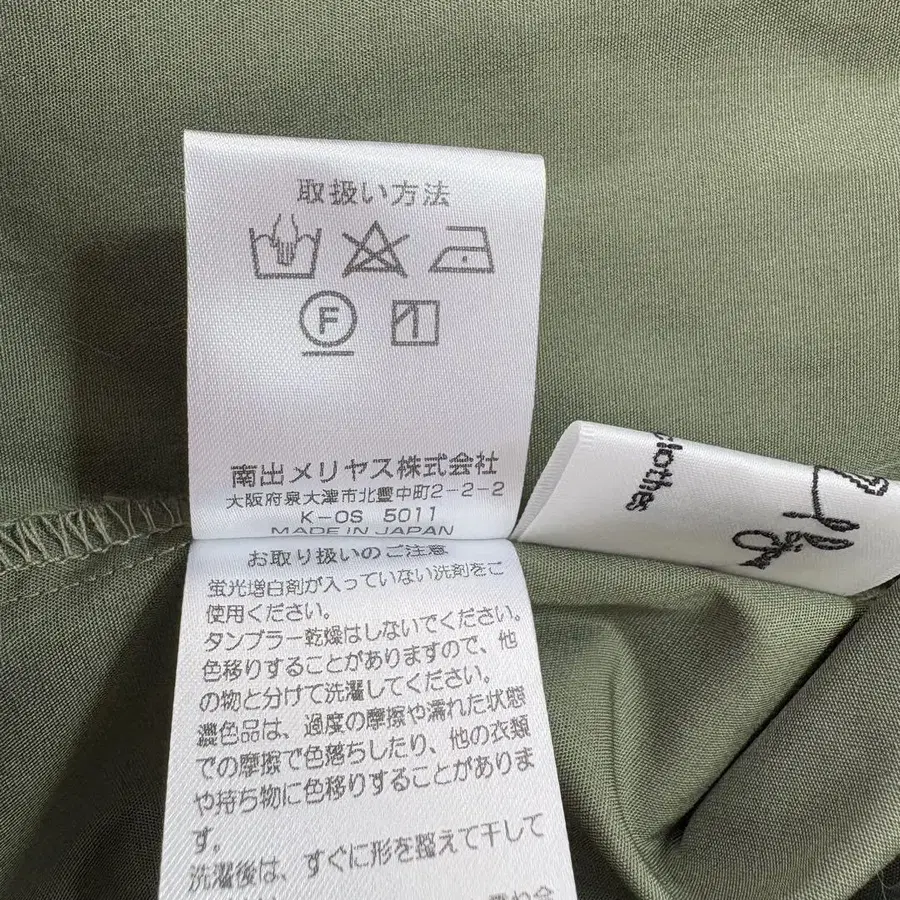 取扱い方法
F
南出メリヤス株式会社
大阪府泉大津市北豊中町2-2-2
K-OS 5011
MADE IN JAPAN
お取り扱いのご注意
蛍光増白剤が入っていない洗剤をご
使用ください。
タンブラー乾燥はしないでください。
色移りすることがありますので、他
の物と分けて洗濯してください。
濃色品は、過度の摩擦や濡れた状態
での摩擦で色落ちしたり、他の衣類
や持ち物に色移りすることがありま
す。
洗濯後は、すぐに形を整えて干して
clothes